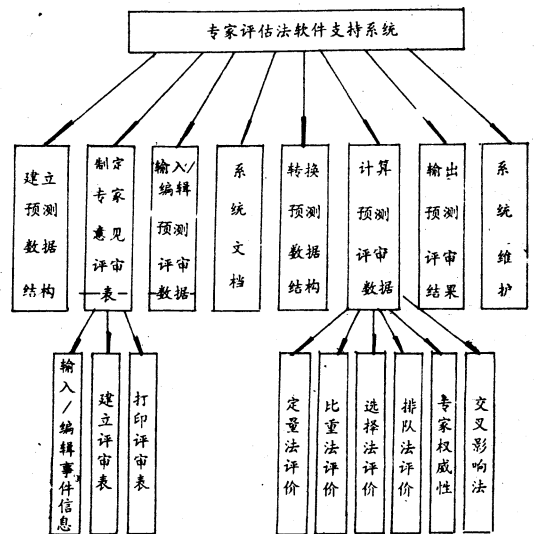 专家评估法软件支持系统
建立
预测
数据
结构
制定
专家
意见
评审
表
输入/
编辑
预测
评审
数据
系
统
文
档
转换
预测
数据
结构
计算
预测
评审
数据
输出
预测
评审
结果
系
统
维
护
输入/编辑事件信息
建立评审表
打印评审表
定量法评价
比重法评价
选择法评价
排队法评价
专家权威性
交叉影响法